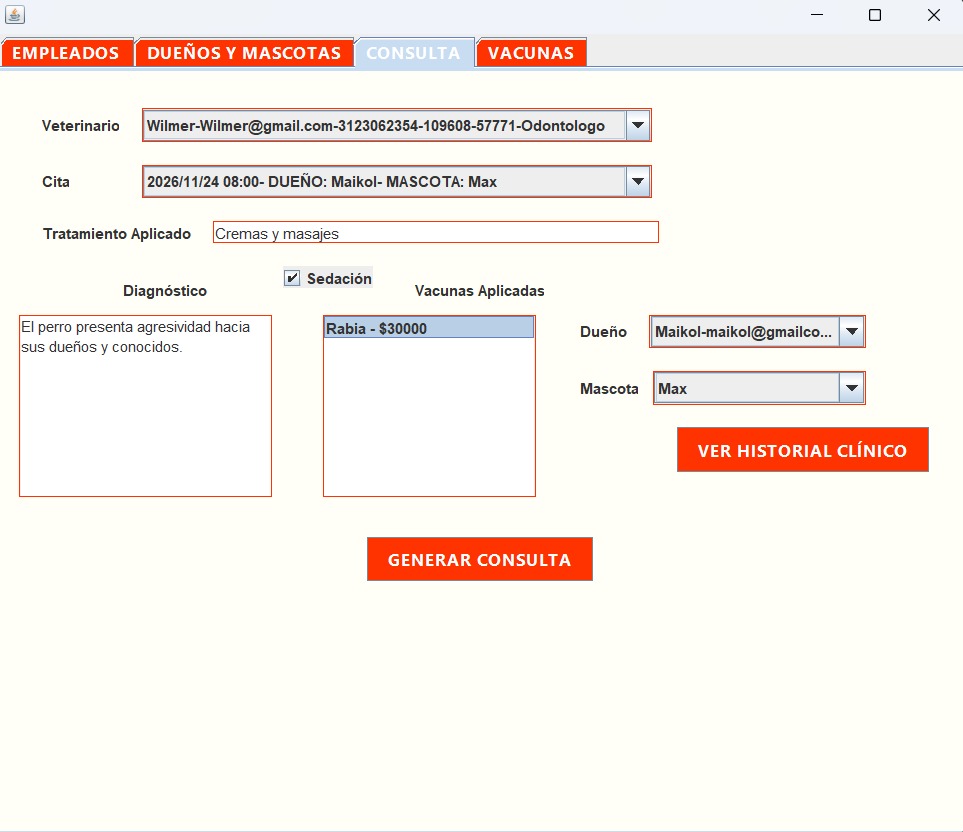 EMPLEADOS
DUEÑOS Y MASCOTAS
CONSULTA
VACUNAS
Veterinario
Wilmer-Wilmer@gmail.com-3123062354-109608-57771-Odontologo
Cita
2026/11/24 08:00- DUEÑO: Maikol- MASCOTA: Max
Tratamiento Aplicado
Cremas y masajes
Sedación
Diagnóstico
Vacunas Aplicadas
El perro presenta agresividad hacia
sus dueños y conocidos.
Rabia - $30000
Dueño
Maikol-maikol@gmailco...
Mascota
Max
VER HISTORIAL CLÍNICO
GENERAR CONSULTA